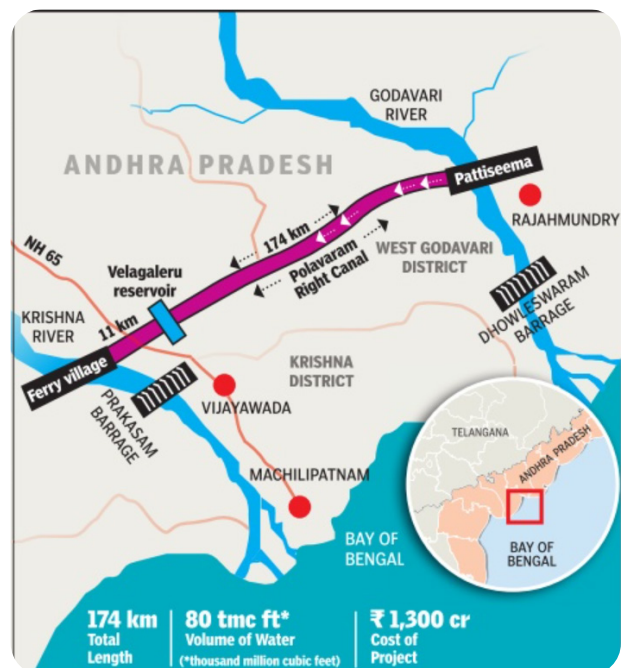 GODAVARI
RIVER
ANDHRA PRADESH
Pattiseema
RAJAHMUNDRY
174 km
Polavaram
Right Canal
WEST GODAVARI
DISTRICT
NH 65
Velagaleru
reservoir
DHOWLESWARAM
BARRAGE
KRISHNA
RIVER
11 km
Ferry village
KRISHNA
DISTRICT
PRAKASAM
BARRAGE
VIJAYAWADA
MACHILIPATNAM
TELANGANA
ANDHRA PRADESH
BAY OF
BENGAL
BAY OF
BENGAL
174 km
Total
Length
80 tmc ft*
Volume of Water
(*thousand million cubic feet)
₹ 1,300 cr
Cost of
Project